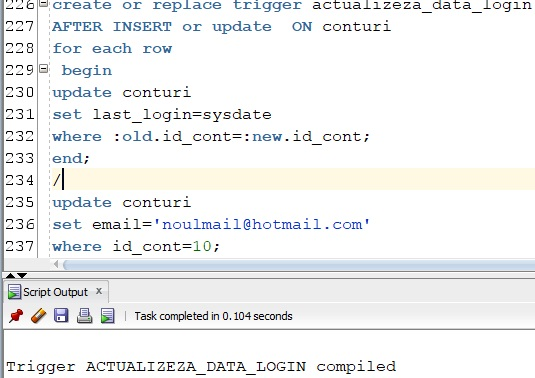 226 create or replace trigger actualizeza_data_login
227 AFTER INSERT or update  ON conturi
228 for each row
229  begin
230 update conturi
231 set last_login=sysdate
232 where :old.id_cont=:new.id_cont;
233 end;
234 /
235 update conturi
236 set email='noulmail@hotmail.com'
237 where id_cont=10;
Script Output x
Task completed in 0.104 seconds
Trigger ACTUALIZEZA_DATA_LOGIN compiled